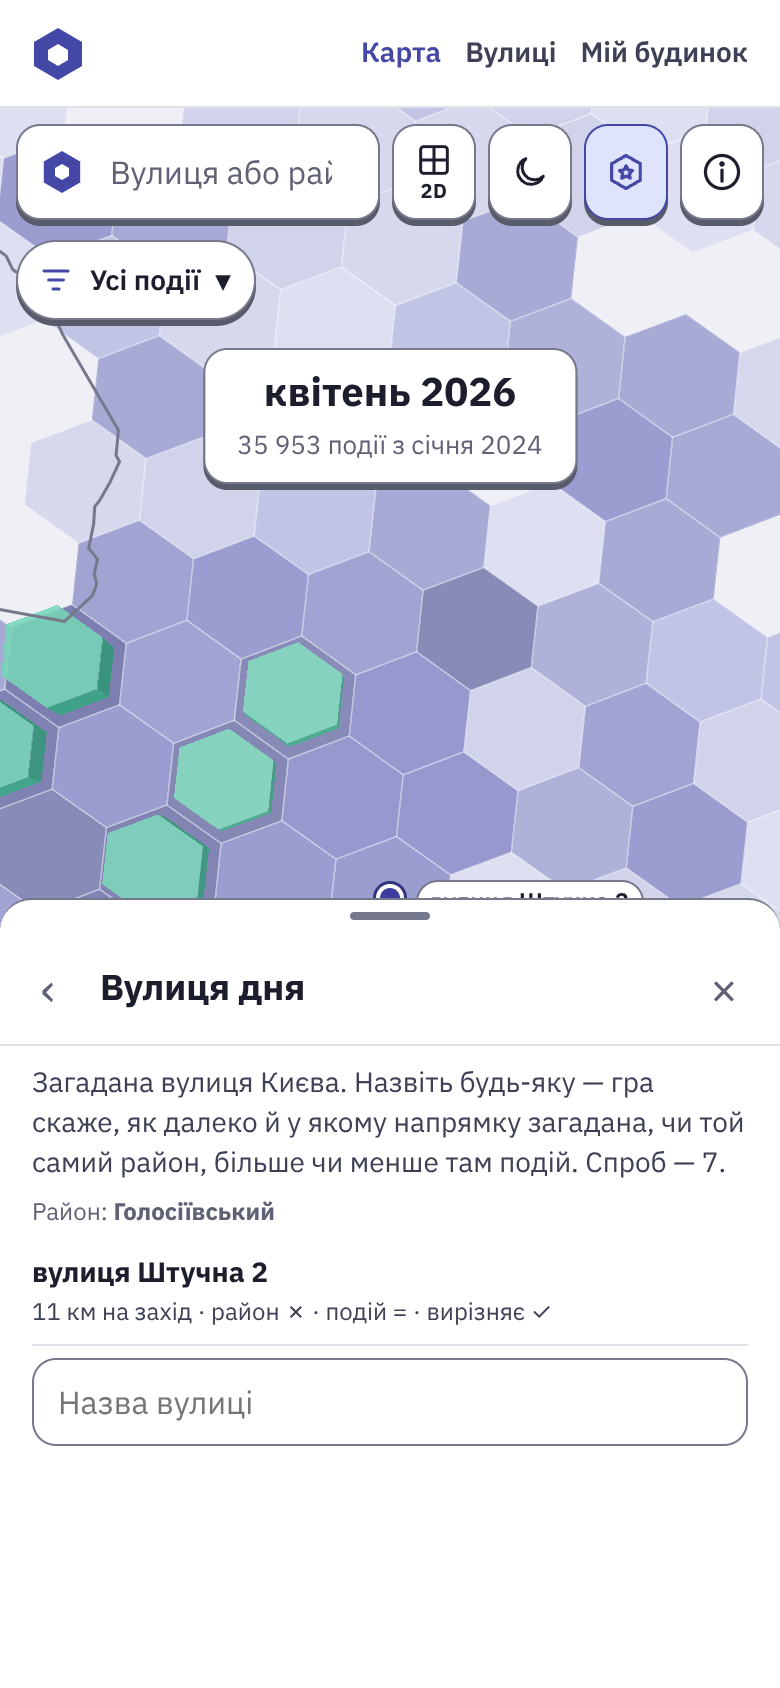 Карта Вулиці Мій будинок
Вулиця або рай
2D
Усі події ▼
квітень 2026
35 953 події з січня 2024
Вулиця дня
Загадана вулиця Києва. Назвіть будь-яку — гра
скаже, як далеко й у якому напрямку загадана, чи той
самий район, більше чи менше там подій. Спроб — 7.
Район: Голосіївський
вулиця Штучна 2
11 км на захід · район ✕ · подій = · вирізняє ✓
Назва вулиці